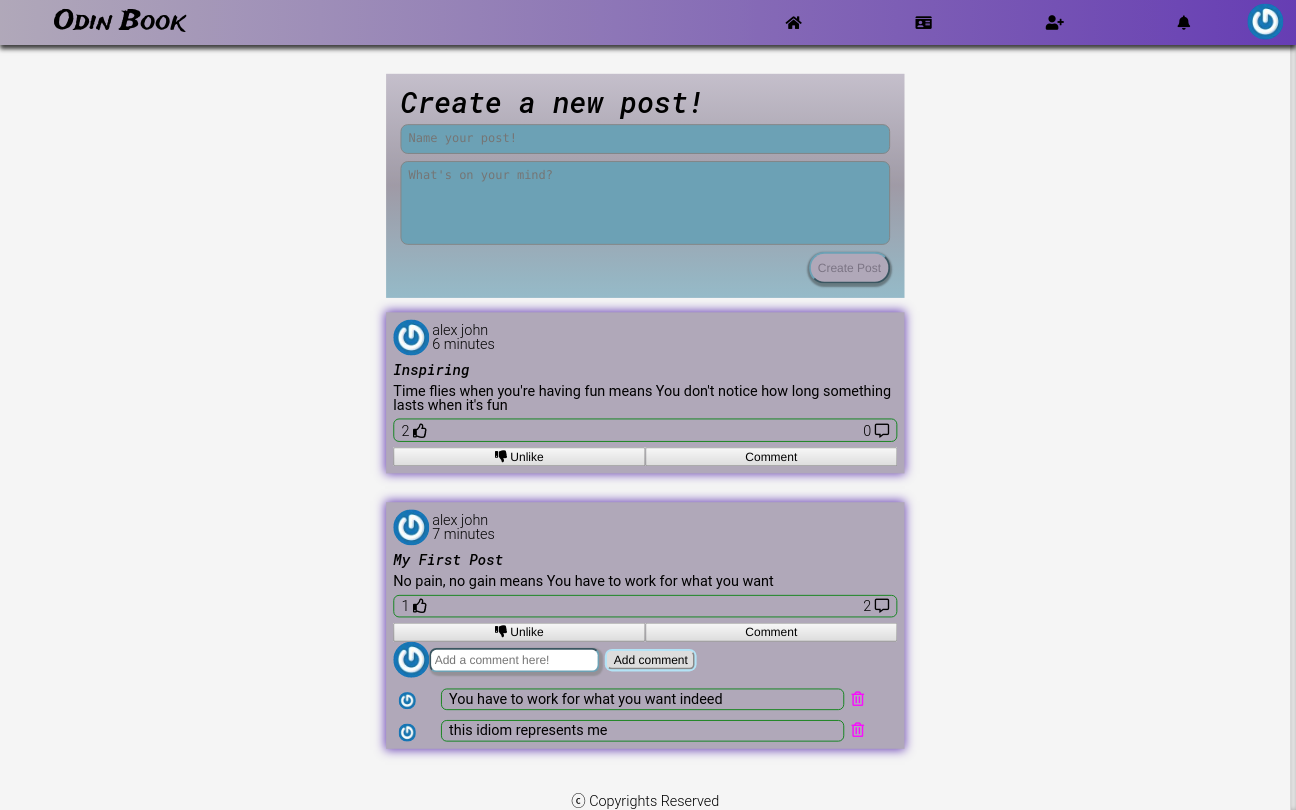 Odin Book
Create a new post!
Name your post!
What's on your mind?
Create Post
alex john
6 minutes
Inspiring
Time flies when you're having fun means You don't notice how long something
lasts when it's fun
2 0
Unlike Comment
alex john
7 minutes
My First Post
No pain, no gain means You have to work for what you want
1 2
Unlike Comment
Add a comment here! Add comment
You have to work for what you want indeed
this idiom represents me
ⓒ Copyrights Reserved